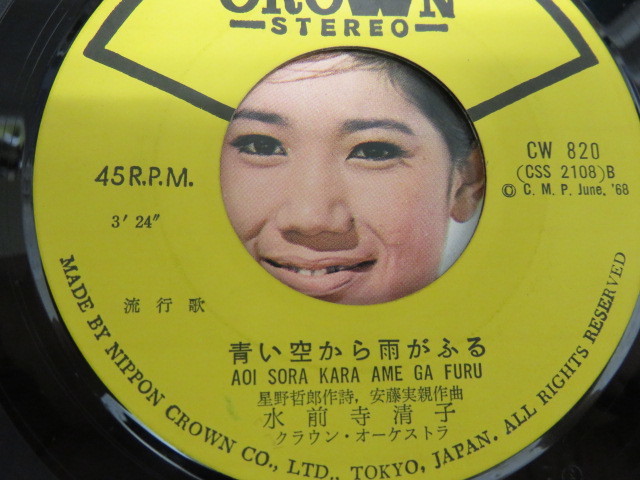 CROWN
STEREO
45 R.P.M.
3' 24"
CW 820
(CSS 2108)B
© C. M. P. June. '68
流行歌
青い空から雨がふる
AOI SORA KARA AME GA FURU
星野哲郎作詩, 安藤実親作曲
水前寺清子
クラウン・オーケストラ
MADE BY NIPPON CROWN CO., LTD., TOKYO, JAPAN. ALL RIGHTS RESERVED